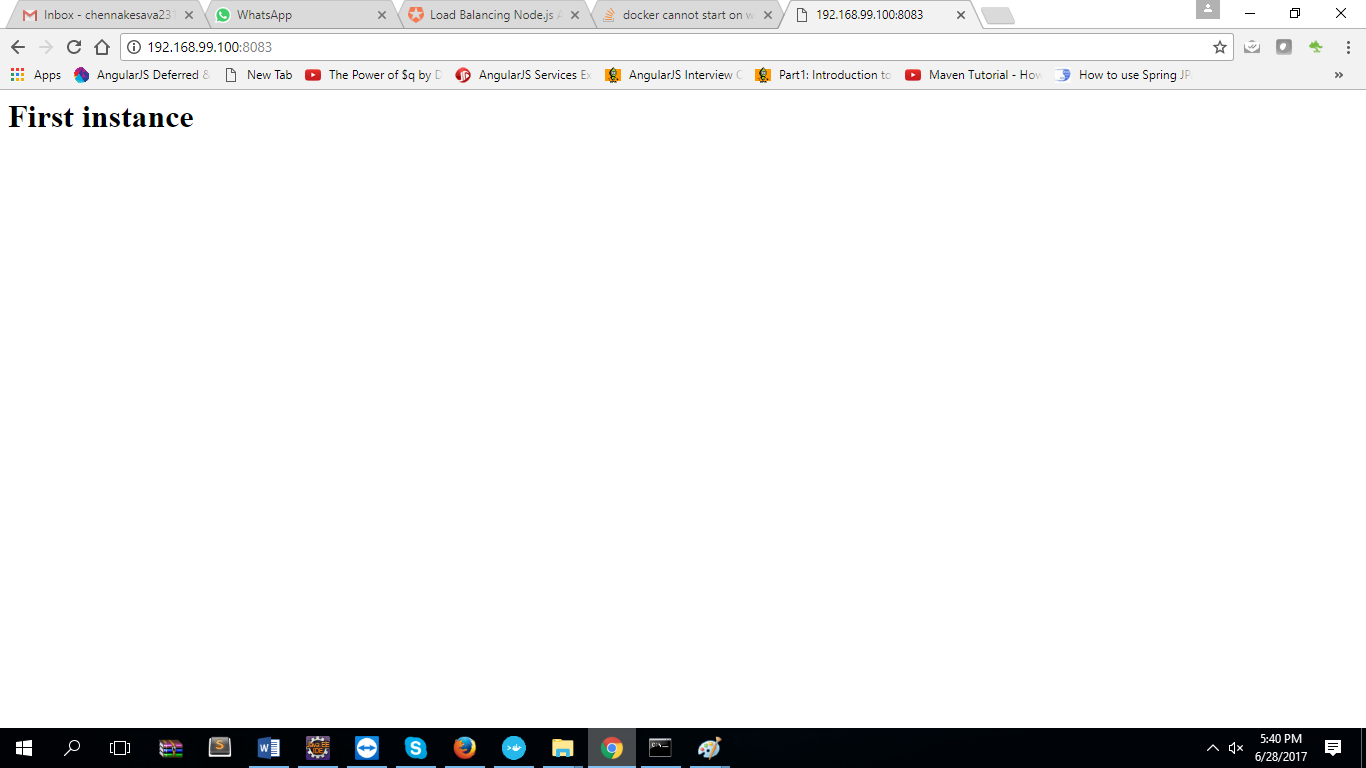 Inbox - chennakesava231
WhatsApp
Load Balancing Node.js A
docker cannot start on w
192.168.99.100:8083
192.168.99.100:8083
Apps
AngularJS Deferred &
New Tab
The Power of $q by D
AngularJS Services Ex
AngularJS Interview Q
Part1: Introduction to
Maven Tutorial - How
How to use Spring JP
»
First instance
5:40 PM
6/28/2017